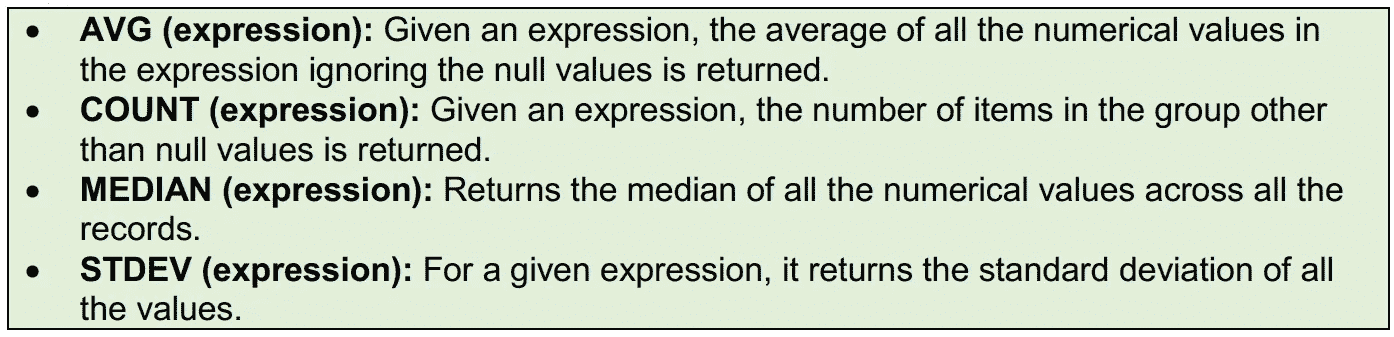 • AVG (expression): Given an expression, the average of all the numerical values in
the expression ignoring the null values is returned.
• COUNT (expression): Given an expression, the number of items in the group other
than null values is returned.
• MEDIAN (expression): Returns the median of all the numerical values across all the
records.
• STDEV (expression): For a given expression, it returns the standard deviation of all
the values.